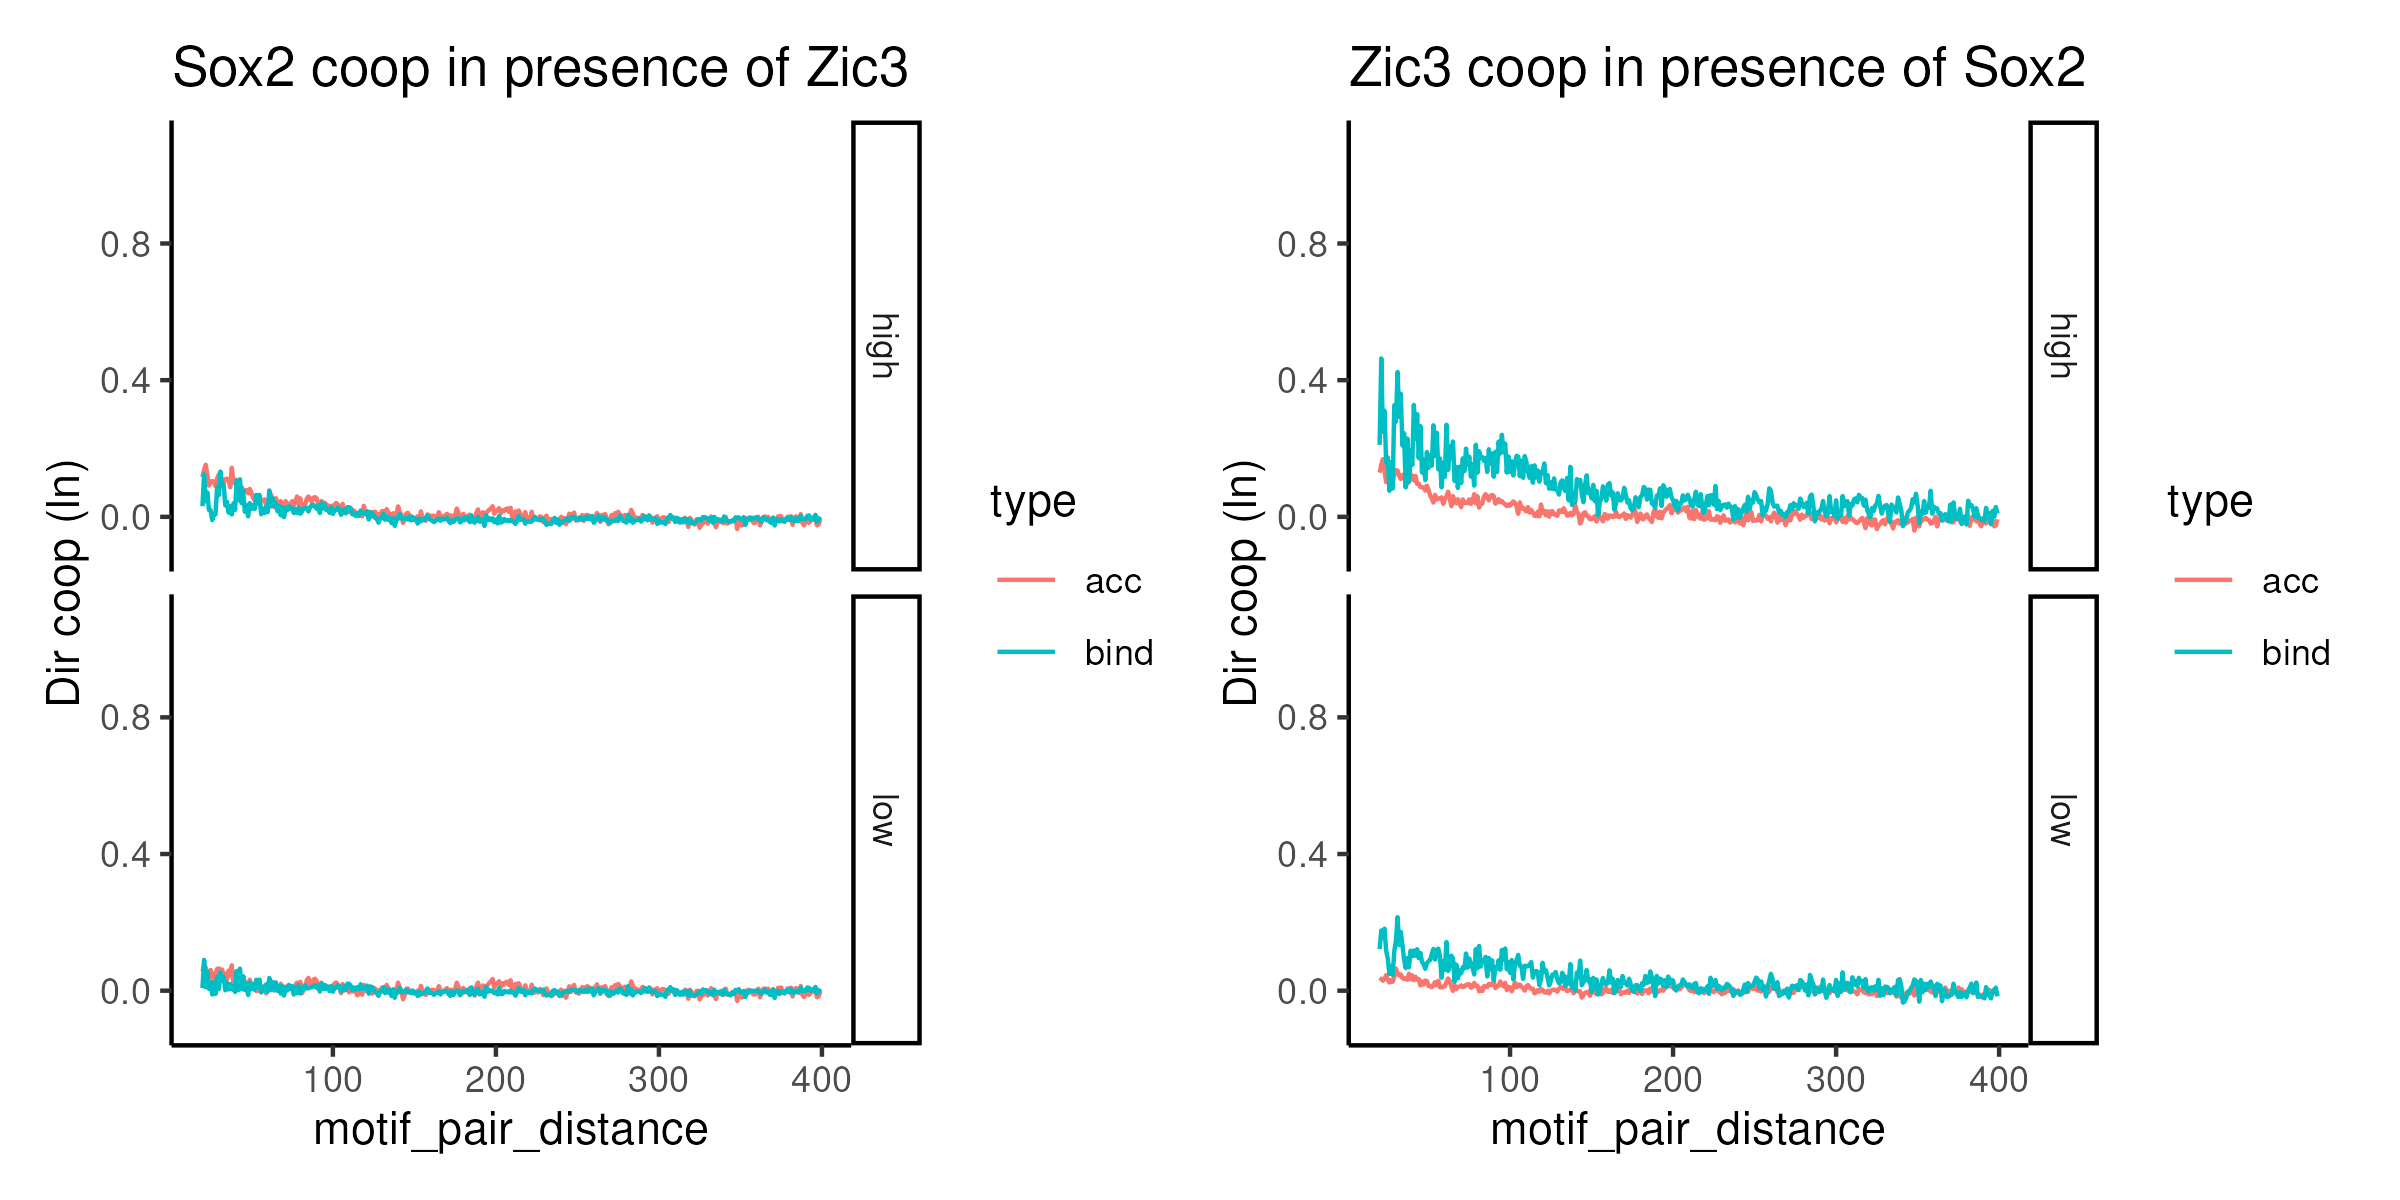 Sox2 coop in presence of Zic3
Dir coop (ln)
0.8
0.4
0.0
high
0.8
0.4
0.0
low
100 200 300 400
motif_pair_distance
type
acc
bind
Zic3 coop in presence of Sox2
Dir coop (ln)
0.8
0.4
0.0
high
0.8
0.4
0.0
low
100 200 300 400
motif_pair_distance
type
acc
bind